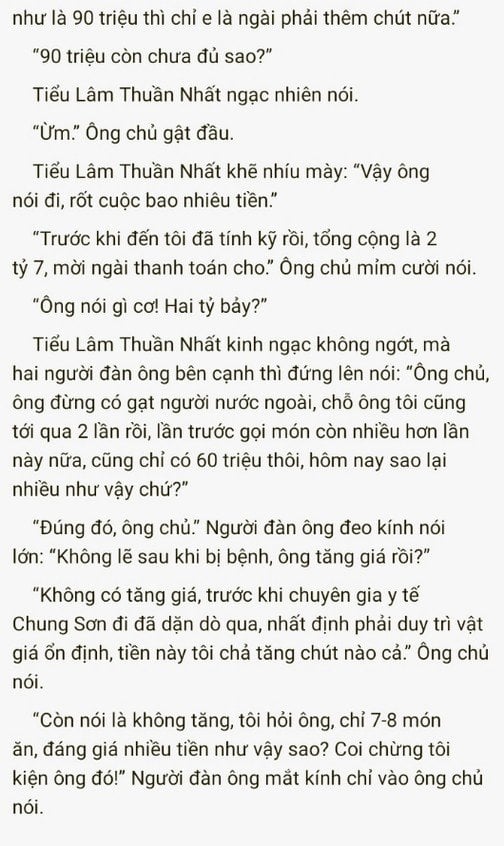 như là 90 triệu thì chỉ e là ngài phải thêm chút nữa.”
“90 triệu còn chưa đủ sao?”
Tiểu Lâm Thuần Nhất ngạc nhiên nói.
“Ừm.” Ông chủ gật đầu.
Tiểu Lâm Thuần Nhất khẽ nhíu mày: “Vậy ông
nói đi, rốt cuộc bao nhiêu tiền.”
“Trước khi đến tôi đã tính kỹ rồi, tổng cộng là 2
tỷ 7, mời ngài thanh toán cho.” Ông chủ mỉm cười nói.
“Ông nói gì cơ! Hai tỷ bảy?”
Tiểu Lâm Thuần Nhất kinh ngạc không ngớt, mà
hai người đàn ông bên cạnh thì đứng lên nói: “Ông chủ,
ông đừng có gạt người nước ngoài, chỗ ông tôi cũng
tới qua 2 lần rồi, lần trước gọi món còn nhiều hơn lần
này nữa, cũng chỉ có 60 triệu thôi, hôm nay sao lại
nhiều như vậy chứ?”
“Đúng đó, ông chủ.” Người đàn ông đeo kính nói
lớn: “Không lẽ sau khi bị bệnh, ông tăng giá rồi?”
“Không có tăng giá, trước khi chuyên gia y tế
Chung Sơn đi đã dặn dò qua, nhất định phải duy trì vật
giá ổn định, tiền này tôi chả tăng chút nào cả.” Ông chủ
nói.
“Còn nói là không tăng, tôi hỏi ông, chỉ 7-8 món
ăn, đáng giá nhiều tiền như vậy sao? Coi chừng tôi
kiện ông đó!” Người đàn ông mắt kính chỉ vào ông chủ
nói.